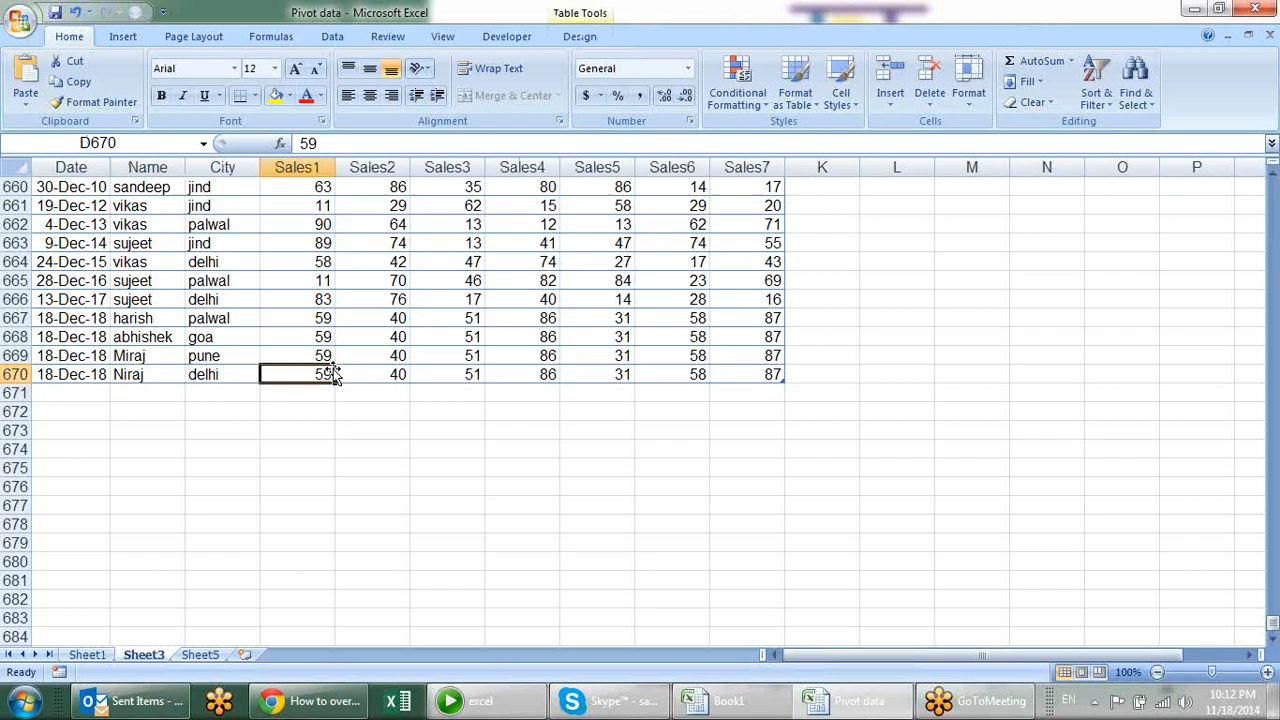 Pivot data - Microsoft Excel
Table Tools
Home Insert Page Layout Formulas Data Review View Developer Design
Paste
Cut
Copy
Format Painter
Clipboard
Arial 12
B I U
Font
Wrap Text
Merge & Center
Alignment
General
$ % ,
Number
Conditional Formatting
Format as Table
Cell Styles
Styles
Insert Delete Format
Cells
AutoSum
Fill
Clear
Sort & Filter
Find & Select
Editing
D670 fx 59
Date Name City Sales1 Sales2 Sales3 Sales4 Sales5 Sales6 Sales7 K L M N O P
660 30-Dec-10 sandeep jind 63 86 35 80 86 14 17
661 19-Dec-12 vikas jind 11 29 62 15 58 29 20
662 4-Dec-13 vikas palwal 90 64 13 12 13 62 71
663 9-Dec-14 sujeet jind 89 74 13 41 47 74 55
664 24-Dec-15 vikas delhi 58 42 47 74 27 17 43
665 28-Dec-16 sujeet palwal 11 70 46 82 84 23 69
666 13-Dec-17 sujeet delhi 83 76 17 40 14 28 16
667 18-Dec-18 harish palwal 59 40 51 86 31 58 87
668 18-Dec-18 abhishek goa 59 40 51 86 31 58 87
669 18-Dec-18 Miraj pune 59 40 51 86 31 58 87
670 18-Dec-18 Niraj delhi 59 40 51 86 31 58 87
671
672
673
674
675
676
677
678
679
680
681
682
683
684
Sheet1 Sheet3 Sheet5
Ready 100%
Sent Items - ... How to over... excel Skype™ - sa... Book1 Pivot data GoToMeeting EN 10:12 PM
11/18/2014